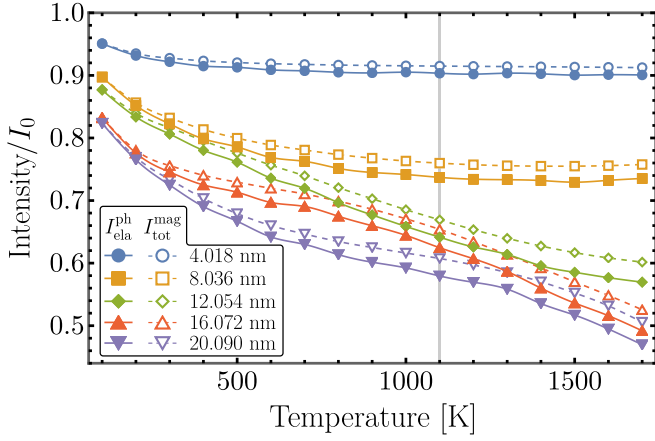 1.0
0.9
0.8
0.7
0.6
0.5
Intensity/I₀
I^ph_ela I^mag_tot
4.018 nm
8.036 nm
12.054 nm
16.072 nm
20.090 nm
500 1000 1500
Temperature [K]